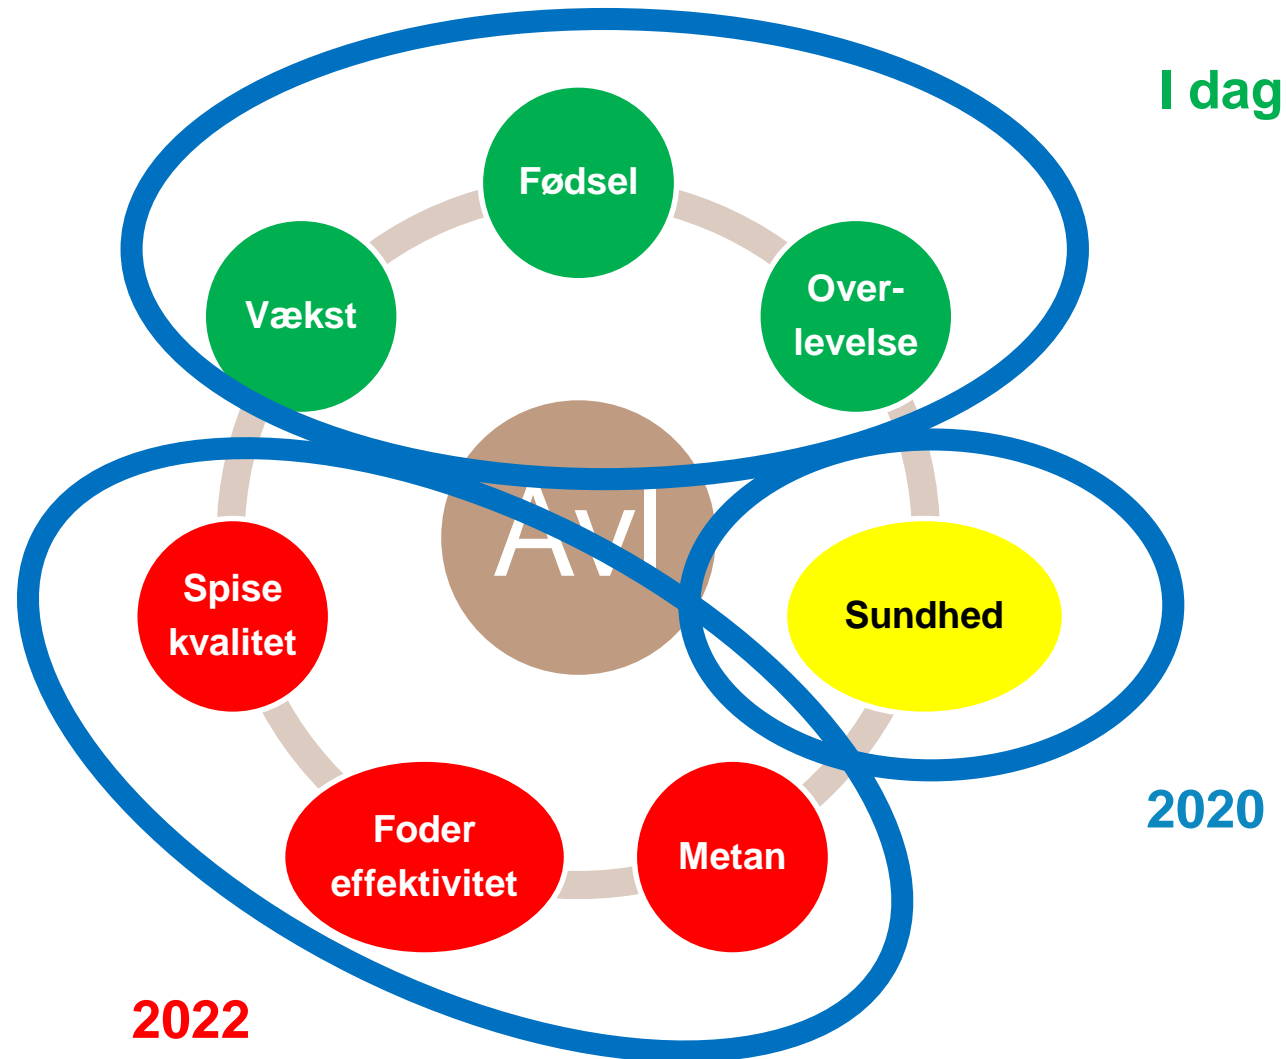 I dag
Fødsel
Vækst
Over-
levelse
Avl
Spise
kvalitet
Sundhed
Foder
effektivitet
Metan
2020
2022